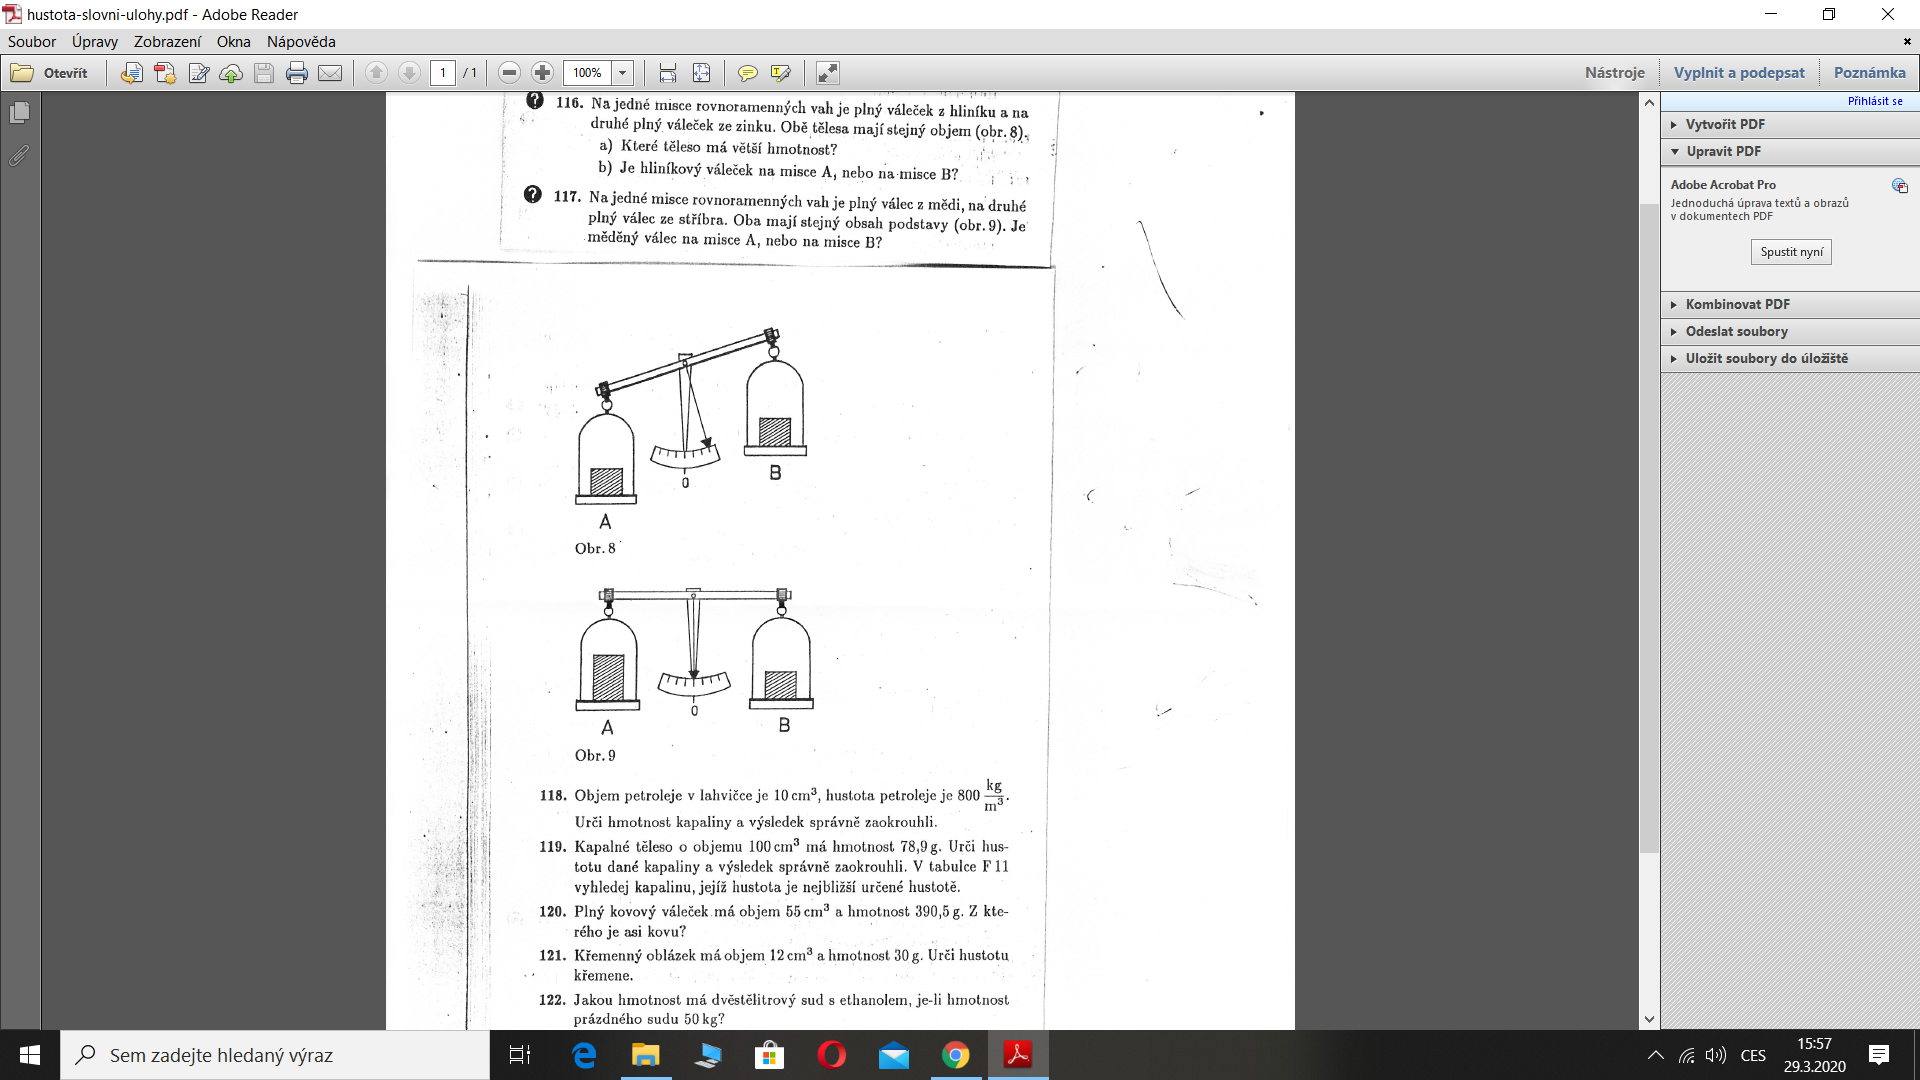 hustota-slovni-ulohy.pdf - Adobe Reader
Soubor Úpravy Zobrazení Okna Nápověda
Otevřít 1 / 1 100% Nástroje Vyplnit a podepsat Poznámka
Přihlásit se
Vytvořit PDF
Upravit PDF
Adobe Acrobat Pro
Jednoduchá úprava textů a obrazů
v dokumentech PDF
Spustit nyní
Kombinovat PDF
Odeslat soubory
Uložit soubory do úložiště
? 116. Na jedné misce rovnoramenných vah je plný váleček z hliníku a na
druhé plný váleček ze zinku. Obě tělesa mají stejný objem (obr. 8).
a) Které těleso má větší hmotnost?
b) Je hliníkový váleček na misce A, nebo na misce B?
? 117. Na jedné misce rovnoramenných vah je plný válec z mědi, na druhé
plný válec ze stříbra. Oba mají stejný obsah podstavy (obr. 9). Je
měděný válec na misce A, nebo na misce B?
0
B
A
Obr. 8
0
A
B
Obr. 9
118. Objem petroleje v lahvičce je 10 cm³, hustota petroleje je 800 kg/m³.
Urči hmotnost kapaliny a výsledek správně zaokrouhli.
119. Kapalné těleso o objemu 100 cm³ má hmotnost 78,9 g. Urči hus-
totu dané kapaliny a výsledek správně zaokrouhli. V tabulce F 11
vyhledej kapalinu, jejíž hustota je nejbližší určené hustotě.
120. Plný kovový váleček má objem 55 cm³ a hmotnost 390,5 g. Z kte-
rého je asi kovu?
121. Křemenný oblázek má objem 12 cm³ a hmotnost 30 g. Urči hustotu
křemene.
122. Jakou hmotnost má dvěstělitrový sud s ethanolem, je-li hmotnost
prázdného sudu 50 kg?
Sem zadejte hledaný výraz
CES
15:57
29.3.2020